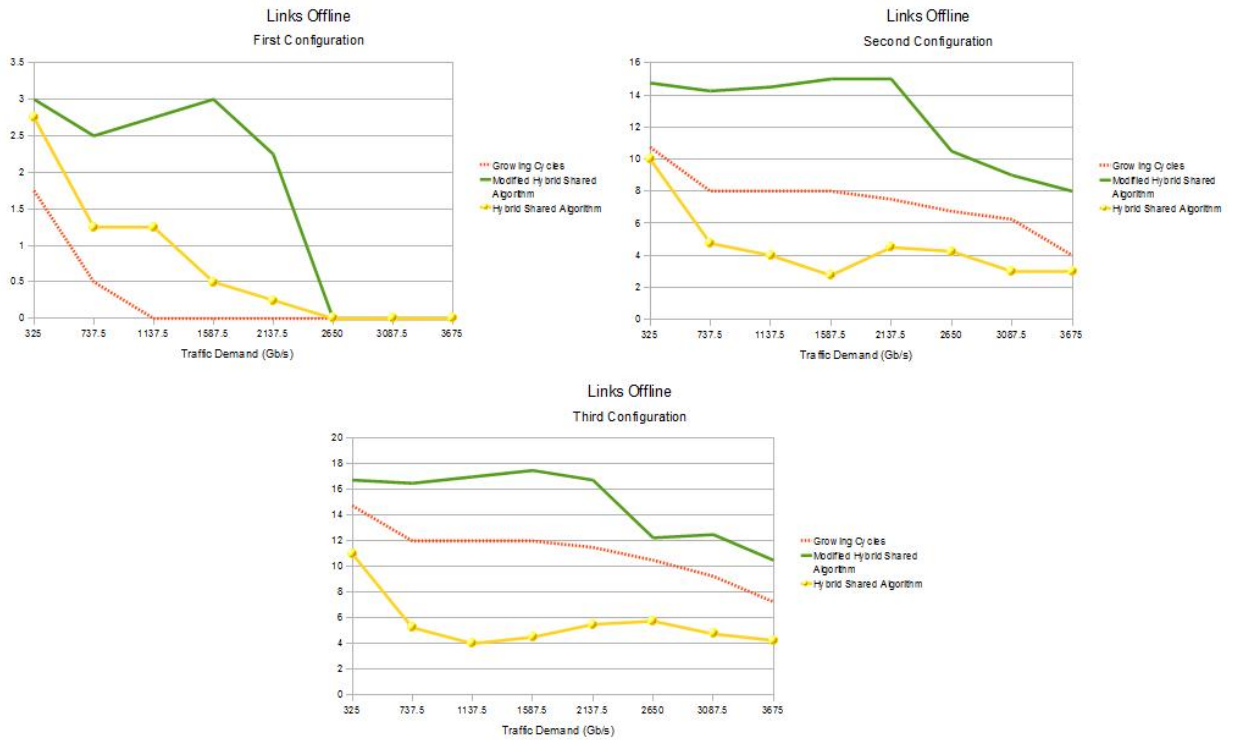 Links Offline
First Configuration
3.5
3
2.5
2
1.5
1
0.5
0
325 737.5 1137.5 1587.5 2137.5 2650 3087.5 3675
Traffic Demand (Gb/s)
Growing Cycles
Modified Hybrid Shared
Algorithm
Hybrid Shared Algorithm
Links Offline
Second Configuration
16
14
12
10
8
6
4
2
0
325 737.5 1137.5 1587.5 2137.5 2650 3087.5 3675
Traffic Demand (Gb/s)
Growing Cycles
Modified Hybrid Shared
Algorithm
Hybrid Shared Algorithm
Links Offline
Third Configuration
20
18
16
14
12
10
8
6
4
2
0
325 737.5 1137.5 1587.5 2137.5 2650 3087.5 3675
Traffic Demand (Gb/s)
Growing Cycles
Modified Hybrid Shared
Algorithm
Hybrid Shared Algorithm